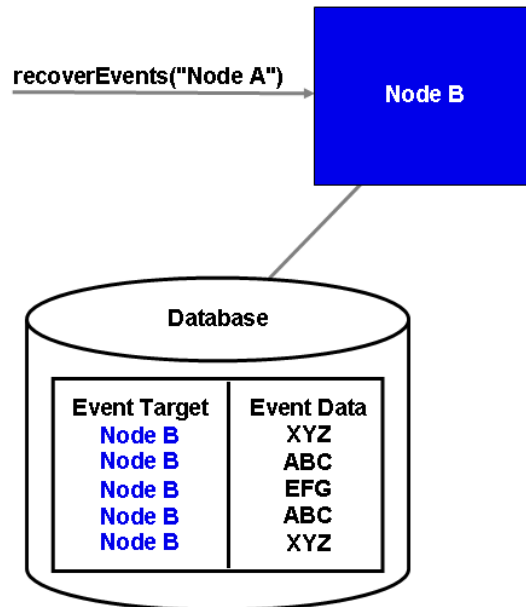 recoverEvents("Node A")
Node B
Database
Event Target Event Data
Node B XYZ
Node B ABC
Node B EFG
Node B ABC
Node B XYZ